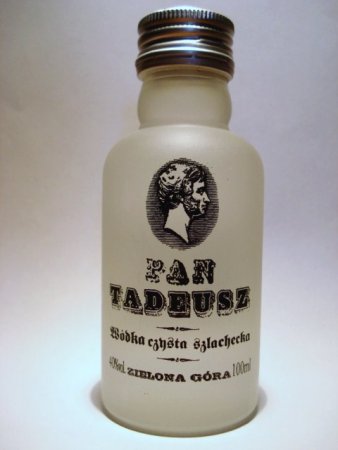 PAN
TADEUSZ
Wódka czysta szlachecka
40%vol. ZIELONA GÓRA 100ml